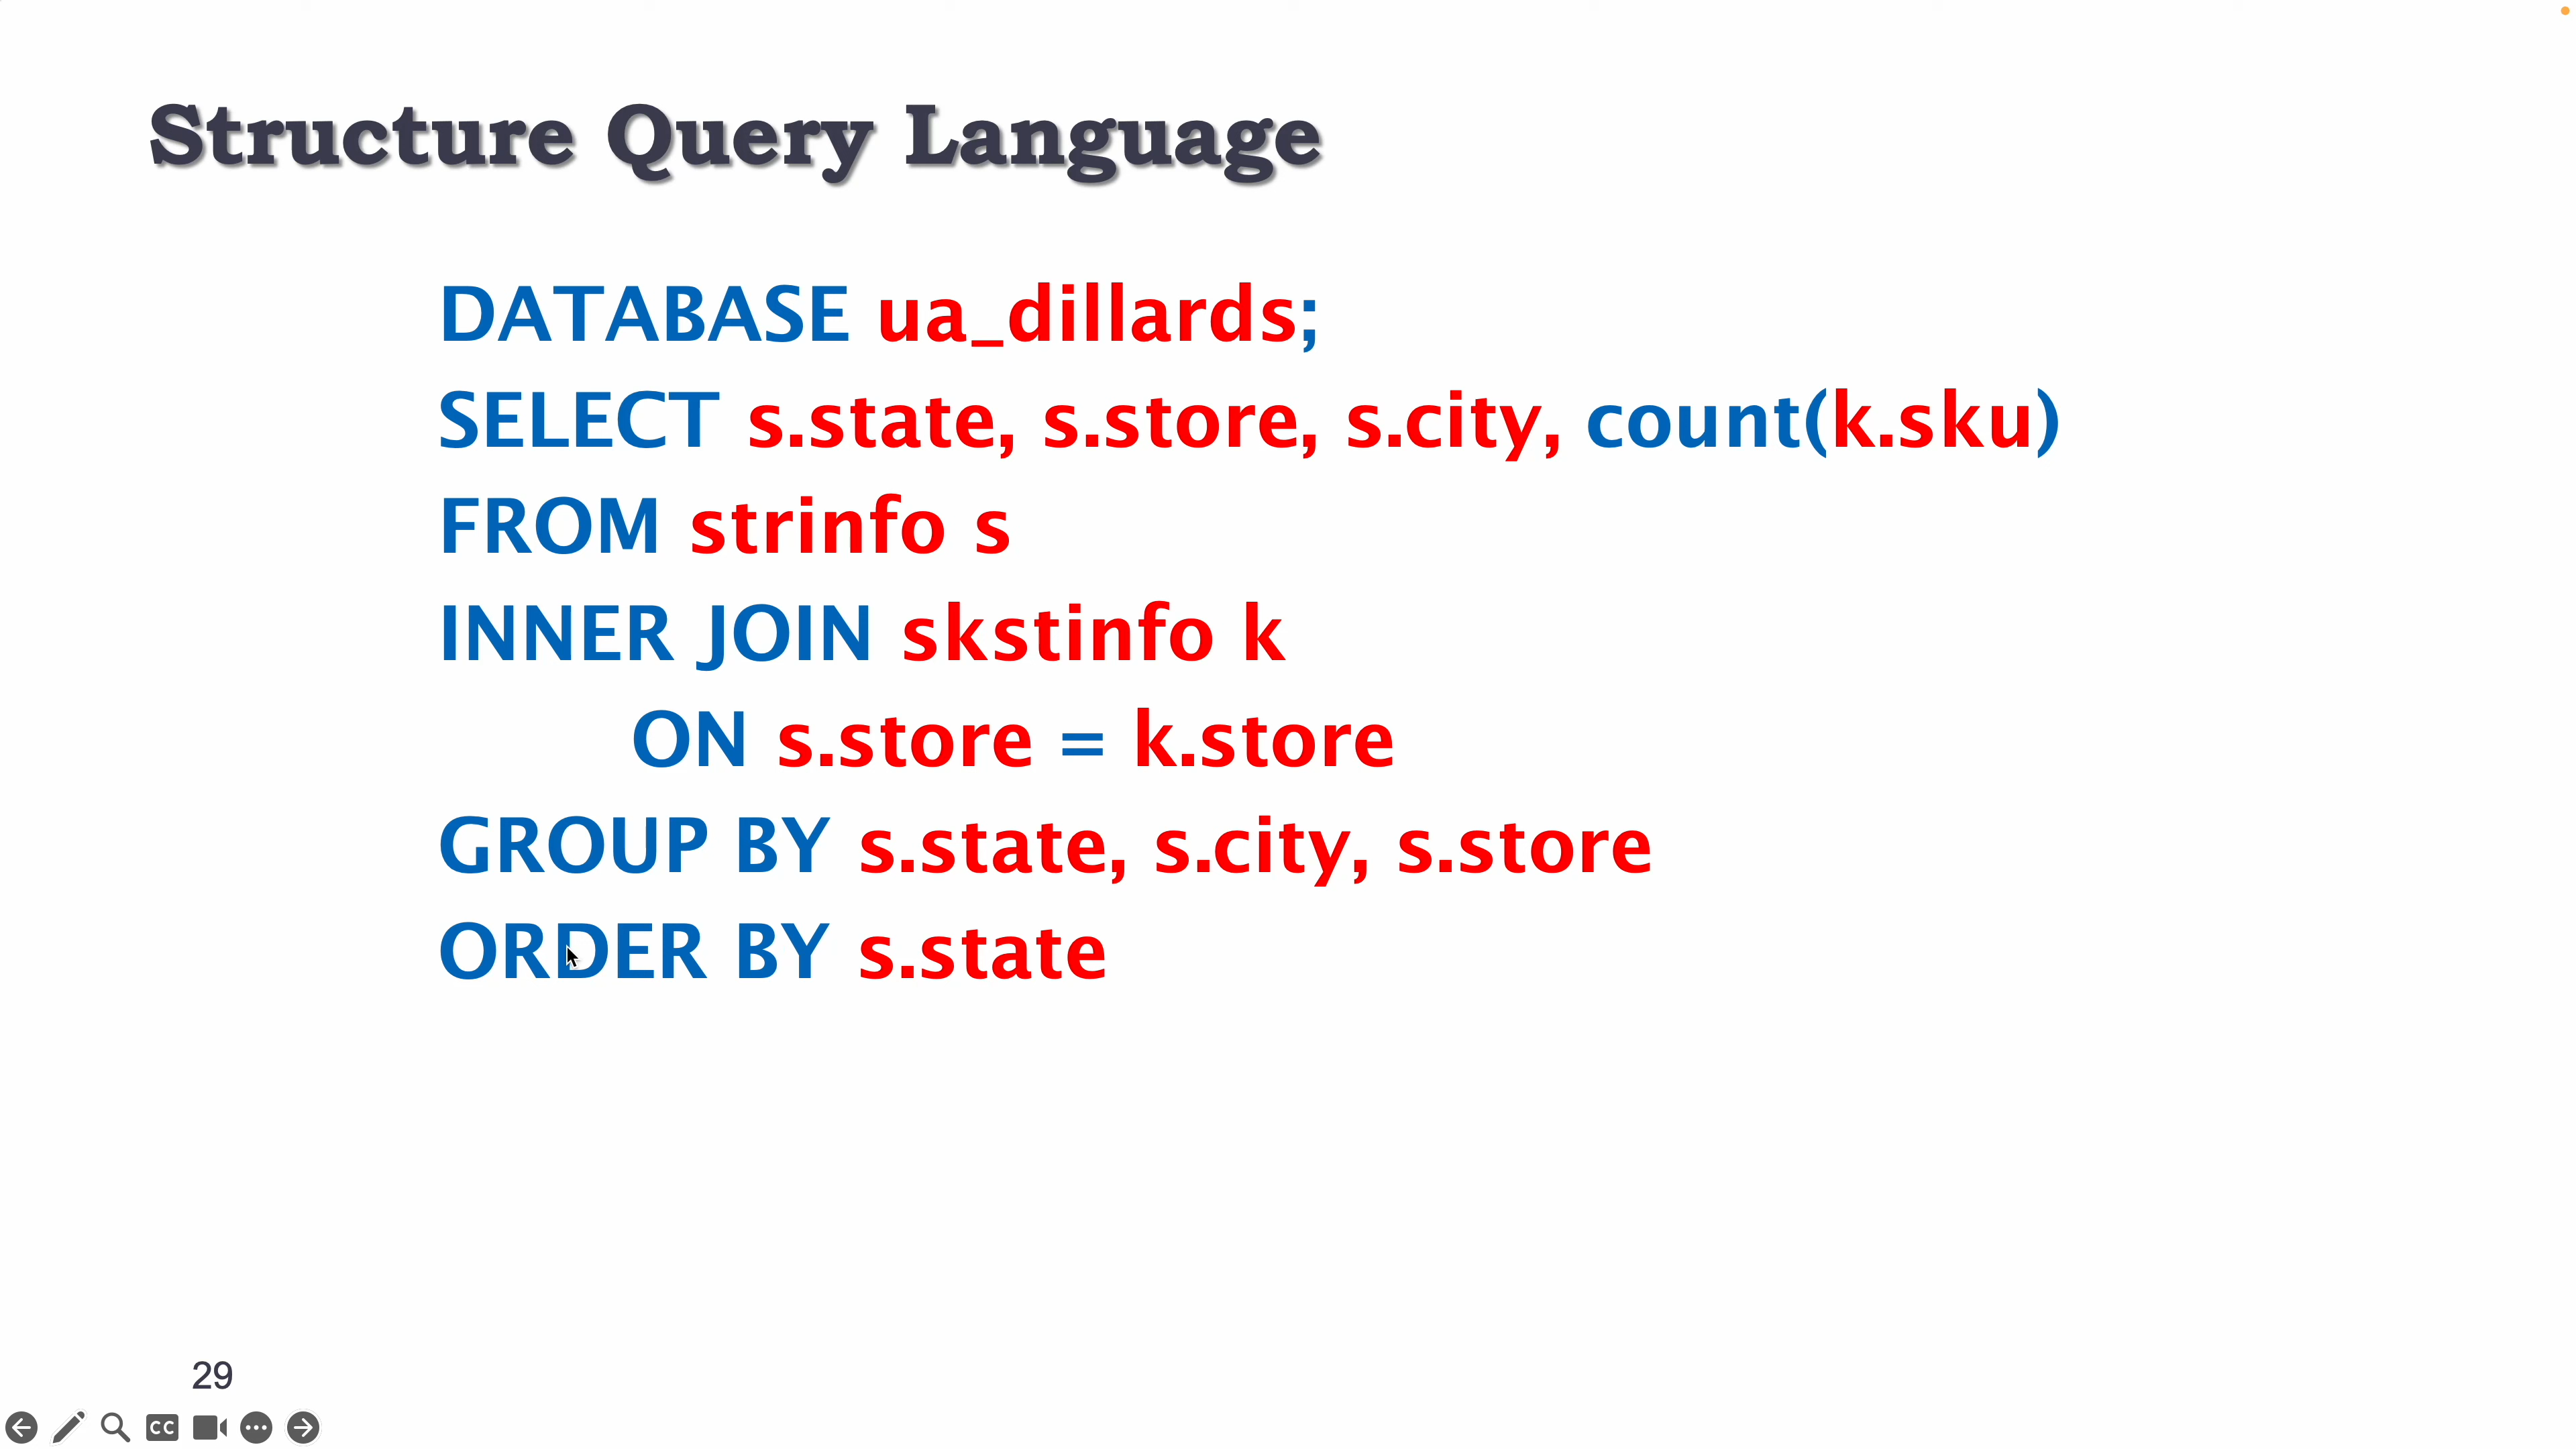 Structure Query Language
DATABASE ua_dillards;
SELECT s.state, s.store, s.city, count(k.sku)
FROM strinfo s
INNER JOIN skstinfo k
ON s.store = k.store
GROUP BY s.state, s.city, s.store
ORDER BY s.state
29
CC